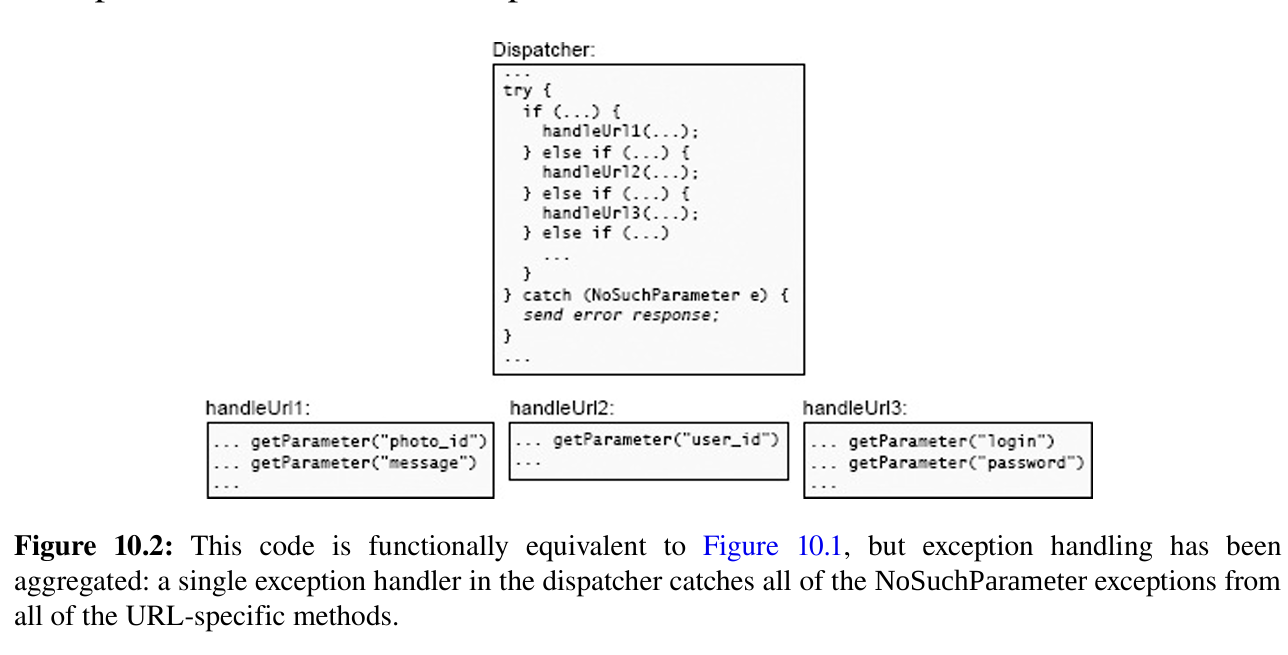 Dispatcher:
...
try {
  if (...) {
    handleUrl1(...);
  } else if (...) {
    handleUrl2(...);
  } else if (...) {
    handleUrl3(...);
  } else if (...)
    ...
  }
} catch (NoSuchParameter e) {
  send error response;
}
...
handleUrl1:
... getParameter("photo_id")
... getParameter("message")
...
handleUrl2:
... getParameter("user_id")
...
handleUrl3:
... getParameter("login")
... getParameter("password")
...
Figure 10.2: This code is functionally equivalent to Figure 10.1, but exception handling has been
aggregated: a single exception handler in the dispatcher catches all of the NoSuchParameter exceptions from
all of the URL-specific methods.